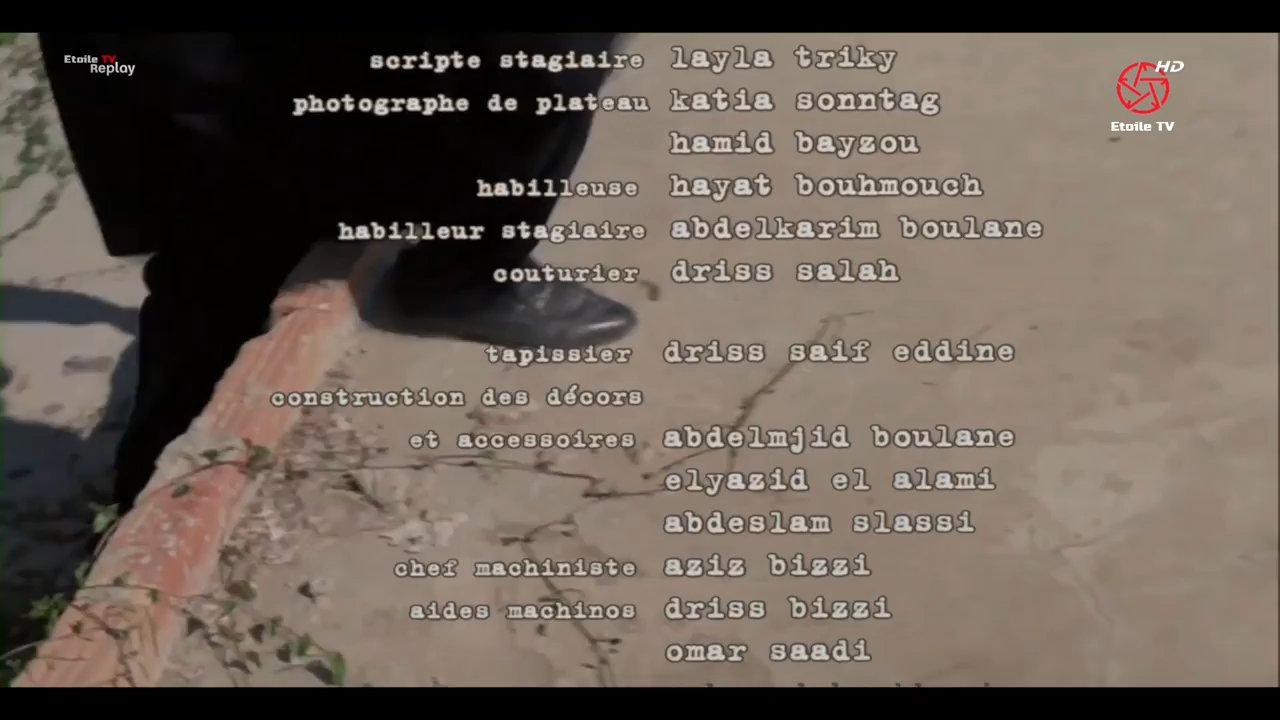 scripte stagiaire layla triky
Etoile TV
Replay
HD
photographe de plateau katia sonntag
Etoile TV
hamid bayzou
habilleuse hayat bouhmouch
habilleur stagiaire abdelkarim boulane
couturier driss salah
tapissier driss saif eddine
construction des décors
et accessoires abdelmjid boulane
elyazid el alami
abdeslam slassi
chef machiniste aziz bizzi
aides machinos driss bizzi
omar saadi